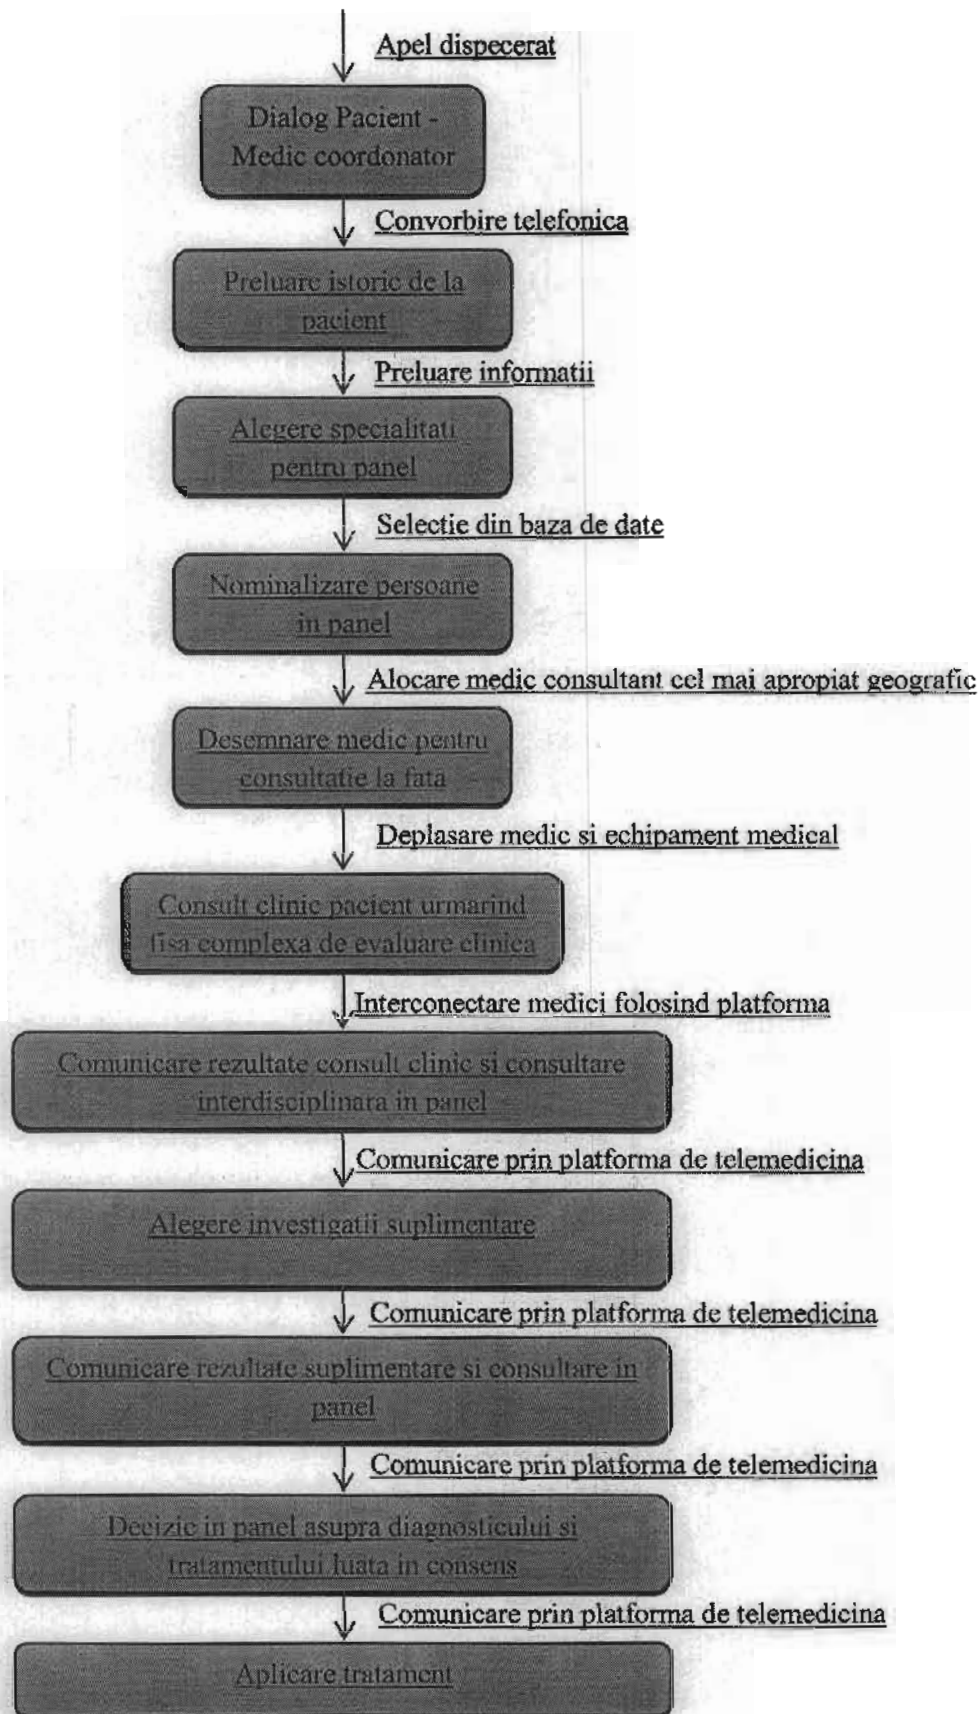 Apel dispecerat
Dialog Pacient -
Medic coordonator
Convorbire telefonica
Preluare istoric de la
pacient
Preluare informatii
Alegere specialitati
pentru panel
Selectie din baza de date
Nominalizare persoane
in panel
Alocare medic consultant cel mai apropiat geografic
Desemnare medic pentru
consultatie la fata
Deplasare medic si echipament medical
Consult clinic pacient urmarind
fisa complexa de evaluare clinica
Interconectare medici folosind platforma
Comunicare rezultate consult clinic si consultare
interdisciplinara in panel
Comunicare prin platforma de telemedicina
Alegere investigatii suplimentare
Comunicare prin platforma de telemedicina
Comunicare rezultate suplimentare si consultare in
panel
Comunicare prin platforma de telemedicina
Decizie in panel asupra diagnosticului si
tratamentului luata in consens
Comunicare prin platforma de telemedicina
Aplicare tratament